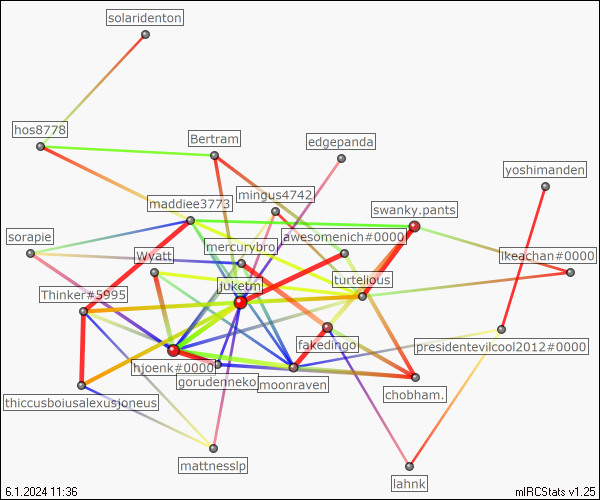 solaridenton
hos8778
Bertram
edgepanda
yoshimanden
mingus4742
maddiee3773
swanky.pants
sorapie
mercurybro
awesomenich#0000
Wyatt
Ikeachan#0000
juketm
turtelious
Thinker#5995
fakedingo
presidentevilcool2012#0000
hjoenk#0000
gorudenneko
moonraven
chobham.
thiccusboiusalexusjoneus
mattnesslp
lahnk
6.1.2024 11:36
mIRCStats v1.25